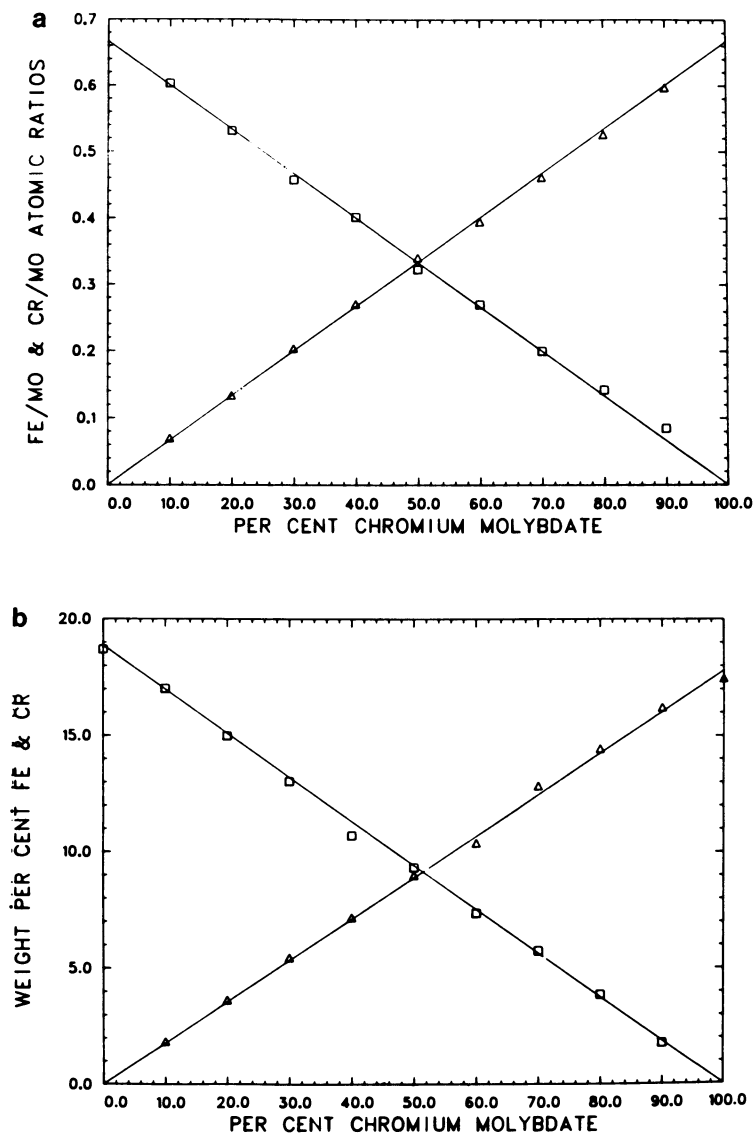 a
0.7
0.6
0.5
0.4
0.3
0.2
0.1
0.0
FE/MO & CR/MO ATOMIC RATIOS
0.0 10.0 20.0 30.0 40.0 50.0 60.0 70.0 80.0 90.0 100.0
PER CENT CHROMIUM MOLYBDATE
b
20.0
15.0
10.0
5.0
0.0
WEIGHT PER CENT FE & CR
0.0 10.0 20.0 30.0 40.0 50.0 60.0 70.0 80.0 90.0 100.0
PER CENT CHROMIUM MOLYBDATE